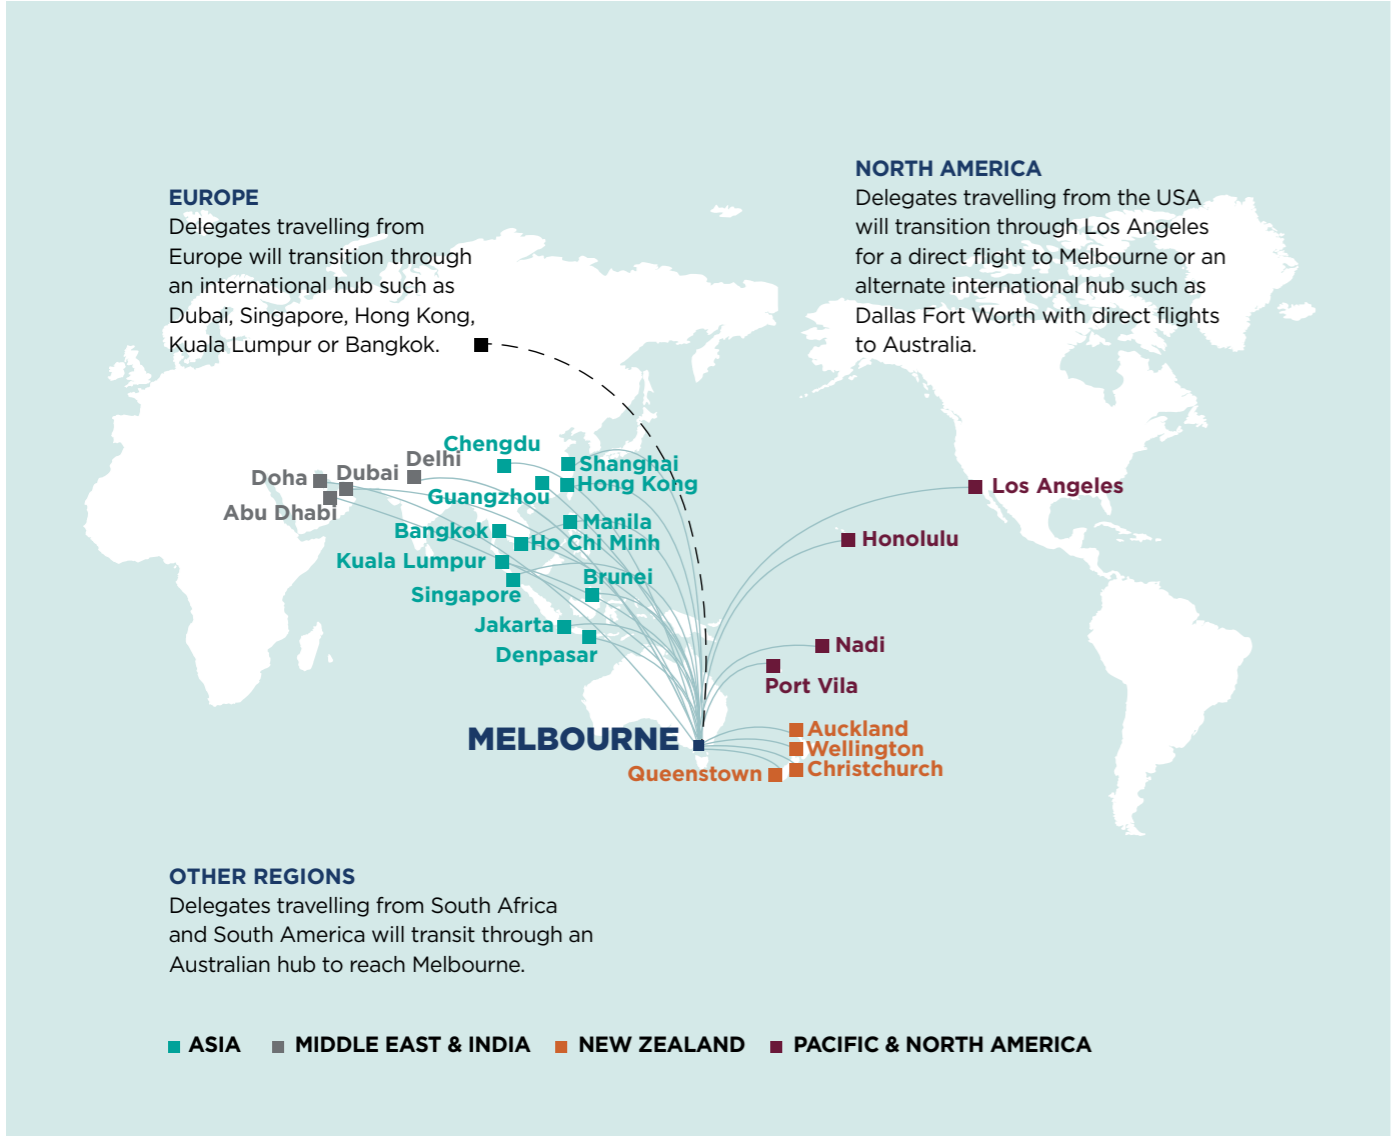 EUROPE
Delegates travelling from
Europe will transition through
an international hub such as
Dubai, Singapore, Hong Kong,
Kuala Lumpur or Bangkok.
NORTH AMERICA
Delegates travelling from the USA
will transition through Los Angeles
for a direct flight to Melbourne or an
alternate international hub such as
Dallas Fort Worth with direct flights
to Australia.
Chengdu
Delhi
Shanghai
Dubai
Doha
Hong Kong
Guangzhou
Abu Dhabi
Los Angeles
Manila
Bangkok
Ho Chi Minh
Honolulu
Kuala Lumpur
Brunei
Singapore
Jakarta
Denpasar
Nadi
Port Vila
MELBOURNE
Auckland
Wellington
Christchurch
Queenstown
OTHER REGIONS
Delegates travelling from South Africa
and South America will transit through an
Australian hub to reach Melbourne.
ASIA
MIDDLE EAST & INDIA
NEW ZEALAND
PACIFIC & NORTH AMERICA